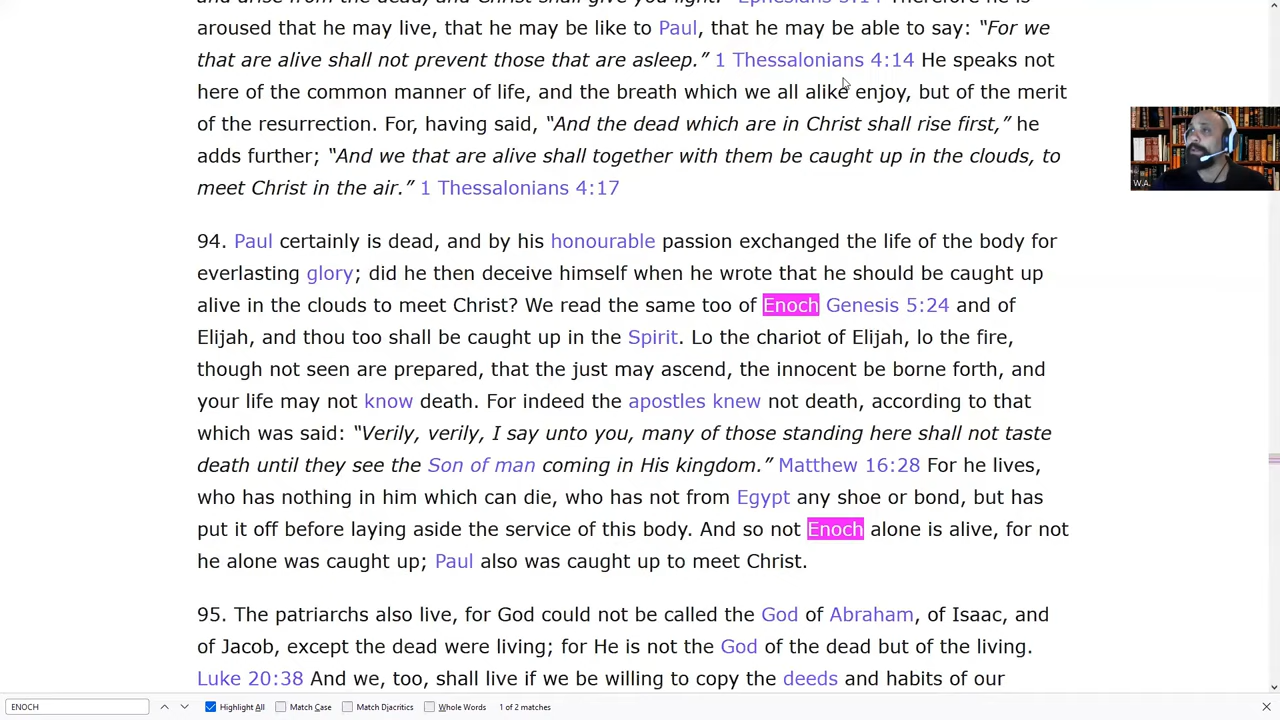 and arise from the dead, and Christ shall give you light." Ephesians 5:14 Therefore he is
aroused that he may live, that he may be like to Paul, that he may be able to say: “For we
that are alive shall not prevent those that are asleep.” 1 Thessalonians 4:14 He speaks not
here of the common manner of life, and the breath which we all alike enjoy, but of the merit
of the resurrection. For, having said, “And the dead which are in Christ shall rise first,” he
adds further; “And we that are alive shall together with them be caught up in the clouds, to
meet Christ in the air.” 1 Thessalonians 4:17
W.A.
94. Paul certainly is dead, and by his honourable passion exchanged the life of the body for
everlasting glory; did he then deceive himself when he wrote that he should be caught up
alive in the clouds to meet Christ? We read the same too of Enoch Genesis 5:24 and of
Elijah, and thou too shall be caught up in the Spirit. Lo the chariot of Elijah, lo the fire,
though not seen are prepared, that the just may ascend, the innocent be borne forth, and
your life may not know death. For indeed the apostles knew not death, according to that
which was said: “Verily, verily, I say unto you, many of those standing here shall not taste
death until they see the Son of man coming in His kingdom.” Matthew 16:28 For he lives,
who has nothing in him which can die, who has not from Egypt any shoe or bond, but has
put it off before laying aside the service of this body. And so not Enoch alone is alive, for not
he alone was caught up; Paul also was caught up to meet Christ.
95. The patriarchs also live, for God could not be called the God of Abraham, of Isaac, and
of Jacob, except the dead were living; for He is not the God of the dead but of the living.
Luke 20:38 And we, too, shall live if we be willing to copy the deeds and habits of our
ENOCH Highlight All Match Case Match Diacritics Whole Words 1 of 2 matches